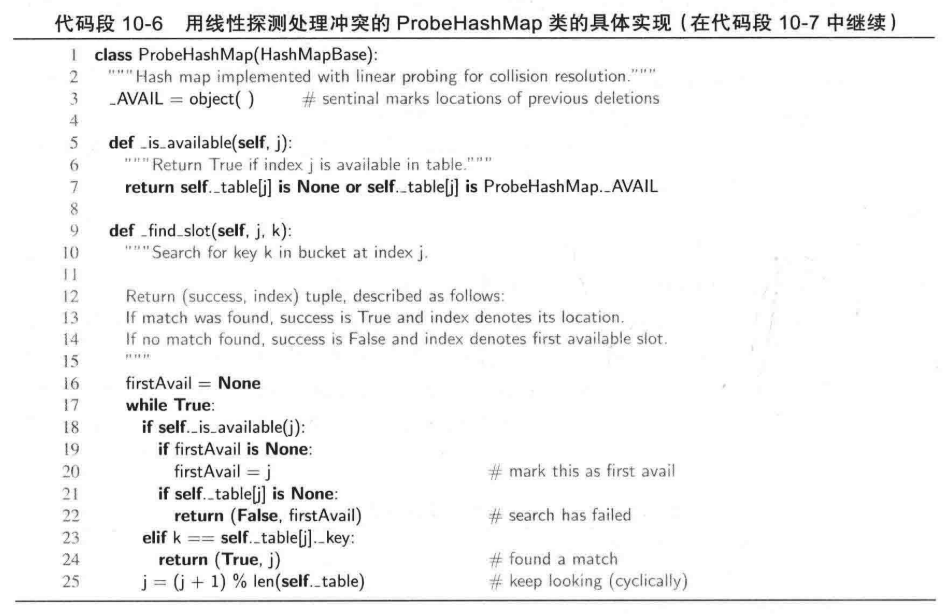 代码段 10-6 用线性探测处理冲突的 ProbeHashMap 类的具体实现（在代码段 10-7 中继续）
1 class ProbeHashMap(HashMapBase):
2 """Hash map implemented with linear probing for collision resolution."""
3 _AVAIL = object( ) # sentinal marks locations of previous deletions
4
5 def _is_available(self, j):
6 """Return True if index j is available in table."""
7 return self._table[j] is None or self._table[j] is ProbeHashMap._AVAIL
8
9 def _find_slot(self, j, k):
10 """Search for key k in bucket at index j.
11
12 Return (success, index) tuple, described as follows:
13 If match was found, success is True and index denotes its location.
14 If no match found, success is False and index denotes first available slot.
15 """
16 firstAvail = None
17 while True:
18 if self._is_available(j):
19 if firstAvail is None:
20 firstAvail = j # mark this as first avail
21 if self._table[j] is None:
22 return (False, firstAvail) # search has failed
23 elif k == self._table[j]._key:
24 return (True, j) # found a match
25 j = (j + 1) % len(self._table) # keep looking (cyclically)